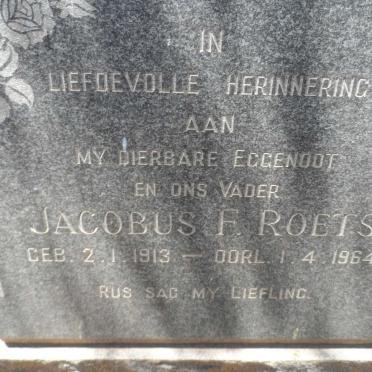 IN
LIEFDEVOLLE HERINNERING
AAN
MY DIERBARE EGGENOOT
EN ONS VADER
JACOBUS F. ROETS
GEB. 2.1.1913 — OORL. 1.4.1964
RUS SAG MY LIEFLING.